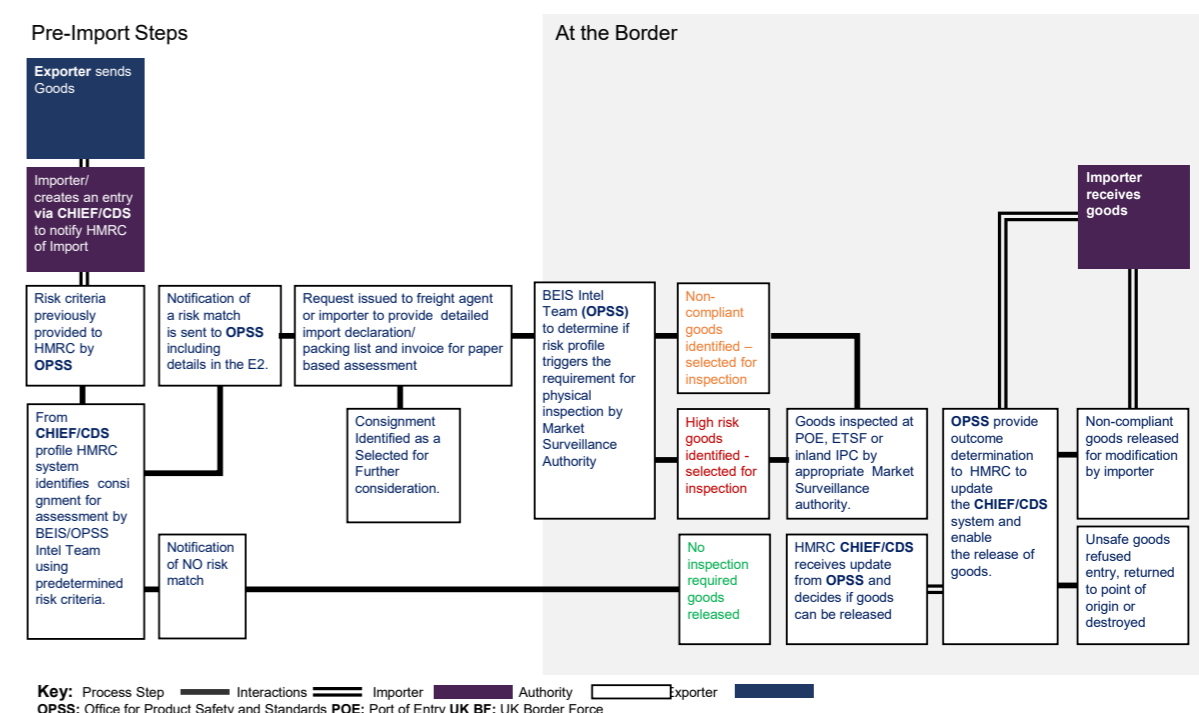 Pre-Import Steps
At the Border
Exporter sends
Goods
Importer/
creates an entry
via CHIEF/CDS
to notify HMRC
of Import
Importer
receives
goods
Risk criteria
previously
provided to
HMRC by
OPSS
Notification of
a risk match
is sent to OPSS
including
details in the E2.
Request issued to freight agent
or importer to provide detailed
import declaration/
packing list and invoice for paper
based assessment
BEIS Intel
Team (OPSS)
to determine if
risk profile
triggers the
requirement for
physical
inspection by
Market
Surveillance
Authority
Non-
compliant
goods
identified –
selected for
inspection
From
CHIEF/CDS
profile HMRC
system
identifies consi
gnment for
assessment by
BEIS/OPSS
Intel Team
using
predetermined
risk criteria.
Consignment
Identified as a
Selected for
Further
consideration.
High risk
goods
identified -
selected for
inspection
Goods inspected at
POE, ETSF or
inland IPC by
appropriate Market
Surveillance
authority.
OPSS provide
outcome
determination
to HMRC to
update
the CHIEF/CDS
system and
enable
the release of
goods.
Non-compliant
goods released
for modification
by importer
Notification
of NO risk
match
No
inspection
required
goods
released
HMRC CHIEF/CDS
receives update
from OPSS and
decides if goods
can be released
Unsafe goods
refused
entry, returned
to point of
origin or
destroyed
Key: Process Step Interactions Importer Authority Exporter
OPSS: Office for Product Safety and Standards POE: Port of Entry UK BF: UK Border Force